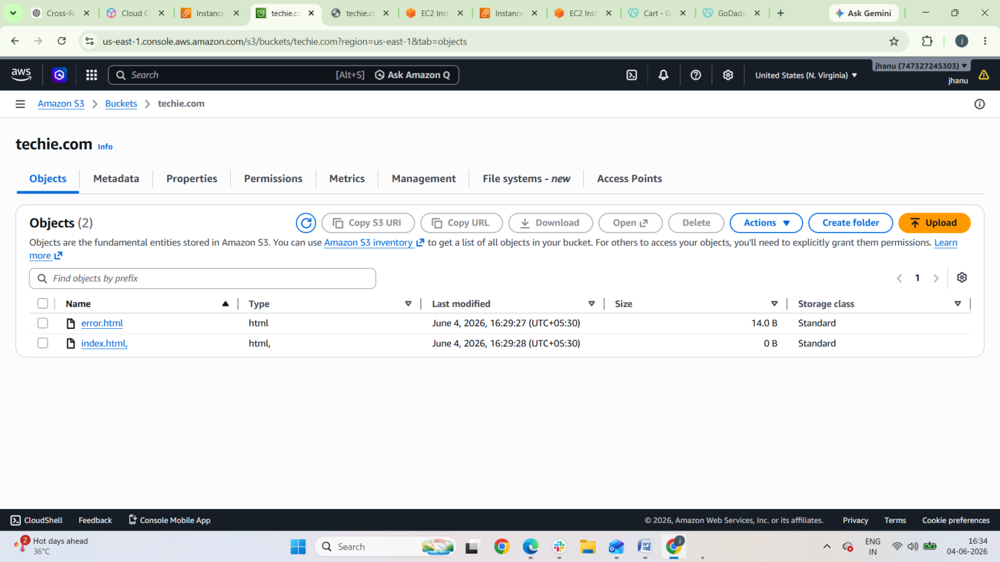 Cross-Re
Cloud C
Instance
techie.co
techie.co
EC2 Inst
Instance
EC2 Inst
Cart - G
GoDadd
Ask Gemini
us-east-1.console.aws.amazon.com/s3/buckets/techie.com?region=us-east-1&tab=objects
j
aws
Search
[Alt+S]
Ask Amazon Q
United States (N. Virginia)
jhanu (747327245303)
jhanu
Amazon S3
Buckets
techie.com
techie.com
Info
Objects
Metadata
Properties
Permissions
Metrics
Management
File systems - new
Access Points
Objects (2)
Copy S3 URI
Copy URL
Download
Open
Delete
Actions
Create folder
Upload
Objects are the fundamental entities stored in Amazon S3. You can use Amazon S3 inventory to get a list of all objects in your bucket. For others to access your objects, you'll need to explicitly grant them permissions. Learn
more
Find objects by prefix
1
Name
Type
Last modified
Size
Storage class
error.html
html
June 4, 2026, 16:29:27 (UTC+05:30)
14.0 B
Standard
index.html,
html,
June 4, 2026, 16:29:28 (UTC+05:30)
0 B
Standard
CloudShell
Feedback
Console Mobile App
© 2026, Amazon Web Services, Inc. or its affiliates.
Privacy
Terms
Cookie preferences
2
Hot days ahead
36°C
Search
j
ENG
IN
16:34
04-06-2026